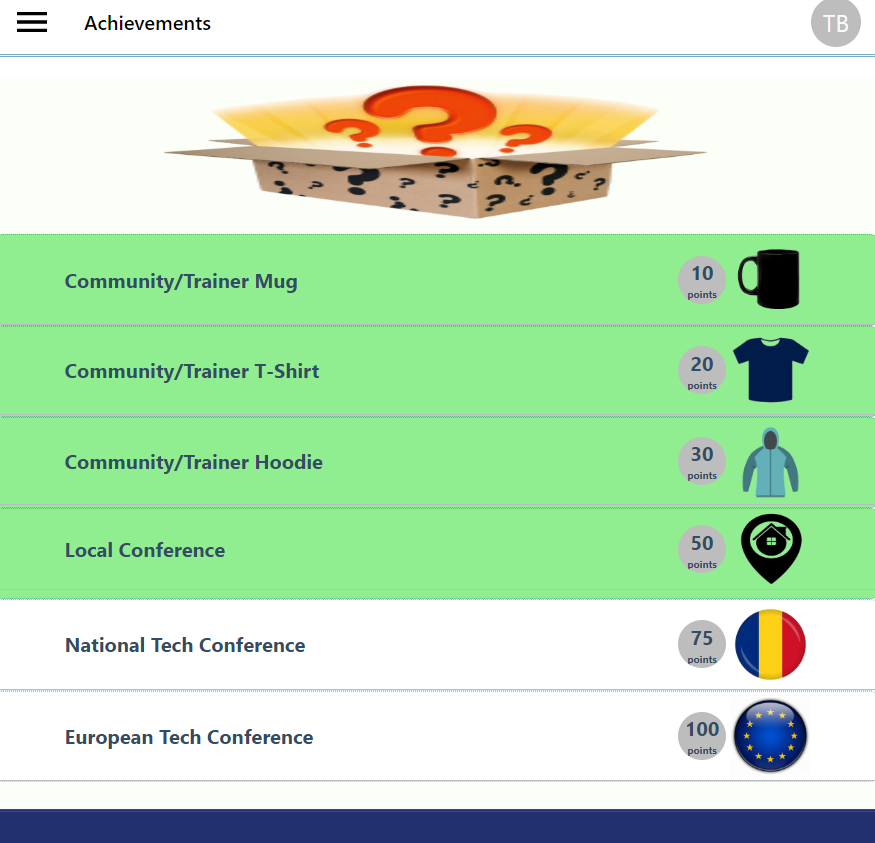 Achievements
TB
? ? ?
Community/Trainer Mug
10
points
Community/Trainer T-Shirt
20
points
Community/Trainer Hoodie
30
points
Local Conference
50
points
National Tech Conference
75
points
European Tech Conference
100
points